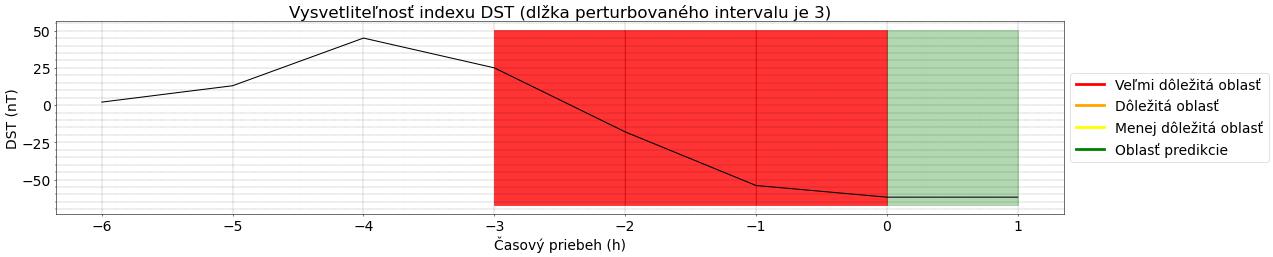 Vysvetliteľnosť indexu DST (dĺžka perturbovaného intervalu je 3)
DST (nT)
50
25
0
−25
−50
−6 −5 −4 −3 −2 −1 0 1
Časový priebeh (h)
Veľmi dôležitá oblasť
Dôležitá oblasť
Menej dôležitá oblasť
Oblasť predikcie